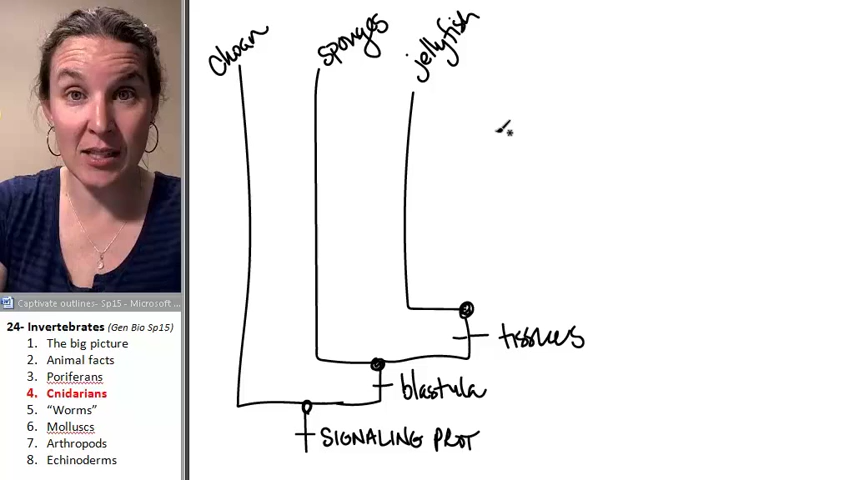 choan
sponges
jellyfish
tissues
blastula
SIGNALING PROT
Captivate outlines- Sp15 - Microsoft ...
24- Invertebrates (Gen Bio Sp15)
1. The big picture
2. Animal facts
3. Poriferans
4. Cnidarians
5. "Worms"
6. Molluscs
7. Arthropods
8. Echinoderms